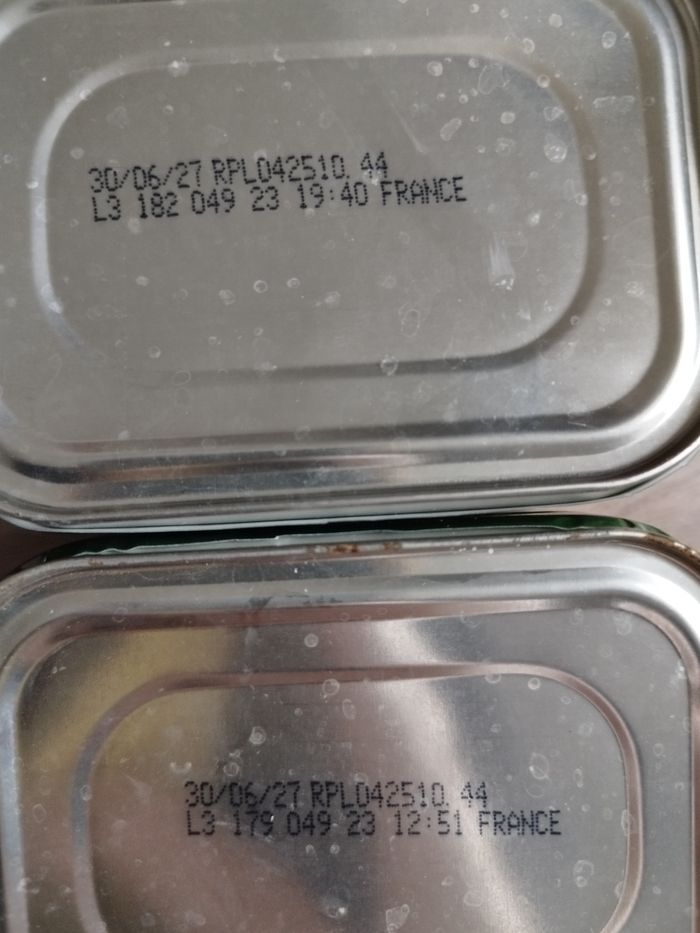 30/06/27 RPL042510.44
L3 182 049 23 19:40 FRANCE
30/06/27 RPL042510.44
L3 179 049 23 12:51 FRANCE